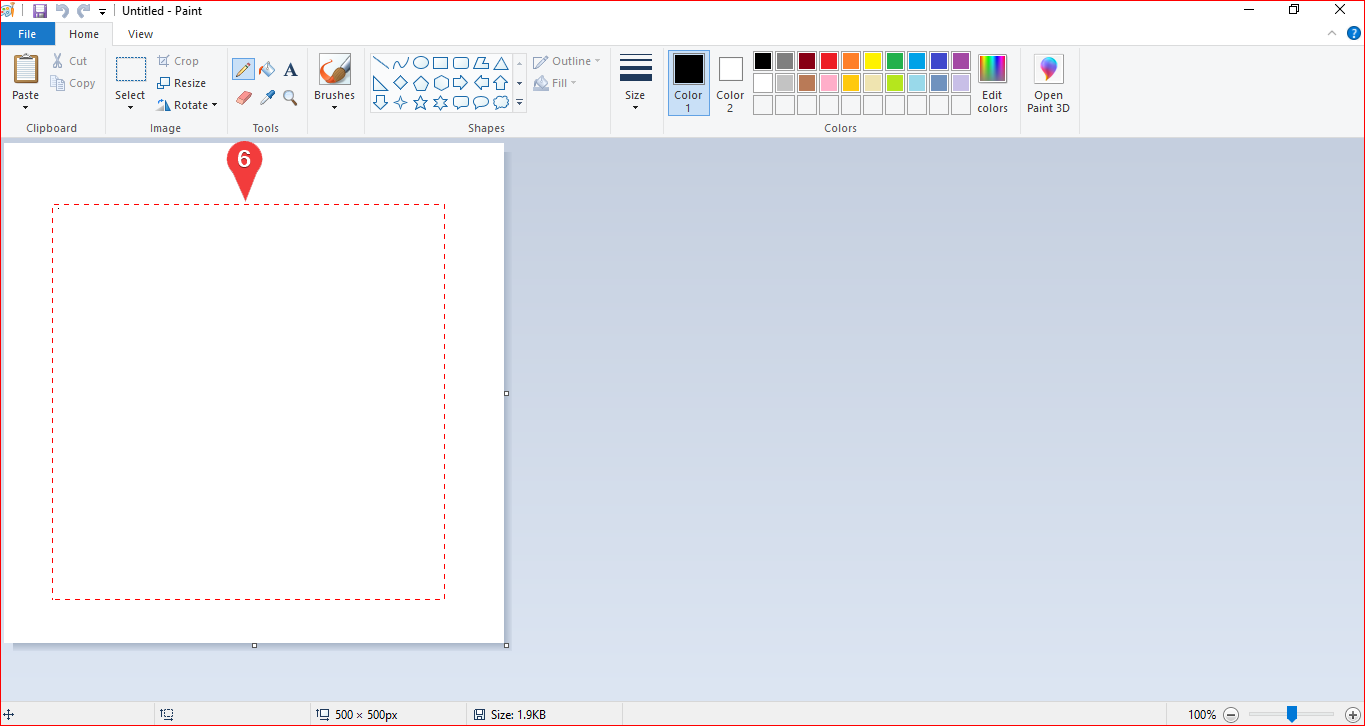 Untitled - Paint
File Home View
Cut Crop Outline
Copy Resize Fill
Paste Select Rotate Brushes Size Color 1 Color 2 Edit colors Open Paint 3D
A
Clipboard Image Tools Shapes Colors
6
500 × 500px Size: 1.9KB 100%